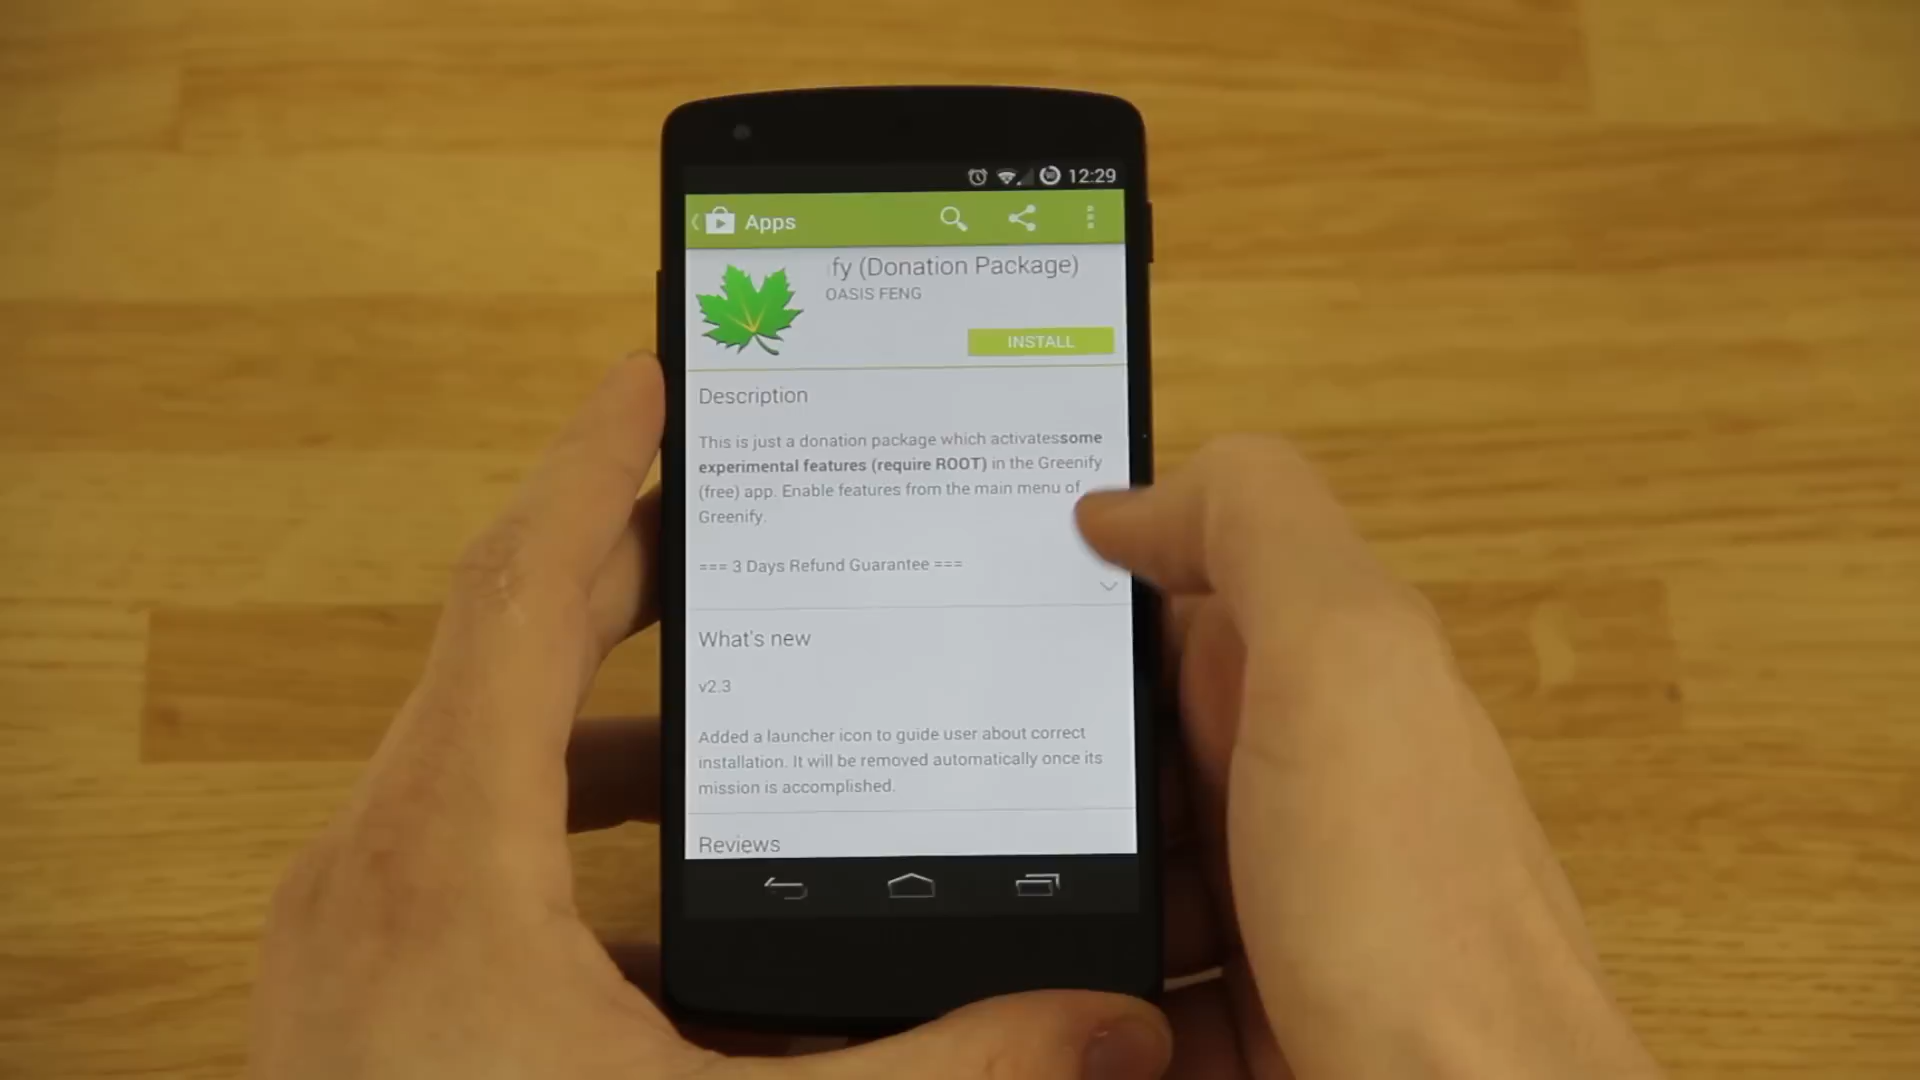 12:29
Apps
fy (Donation Package)
OASIS FENG
INSTALL
Description
This is just a donation package which activatessome
experimental features (require ROOT) in the Greenify
(free) app. Enable features from the main menu of
Greenify.
=== 3 Days Refund Guarantee ===
What's new
v2.3
Added a launcher icon to guide user about correct
installation. It will be removed automatically once its
mission is accomplished.
Reviews